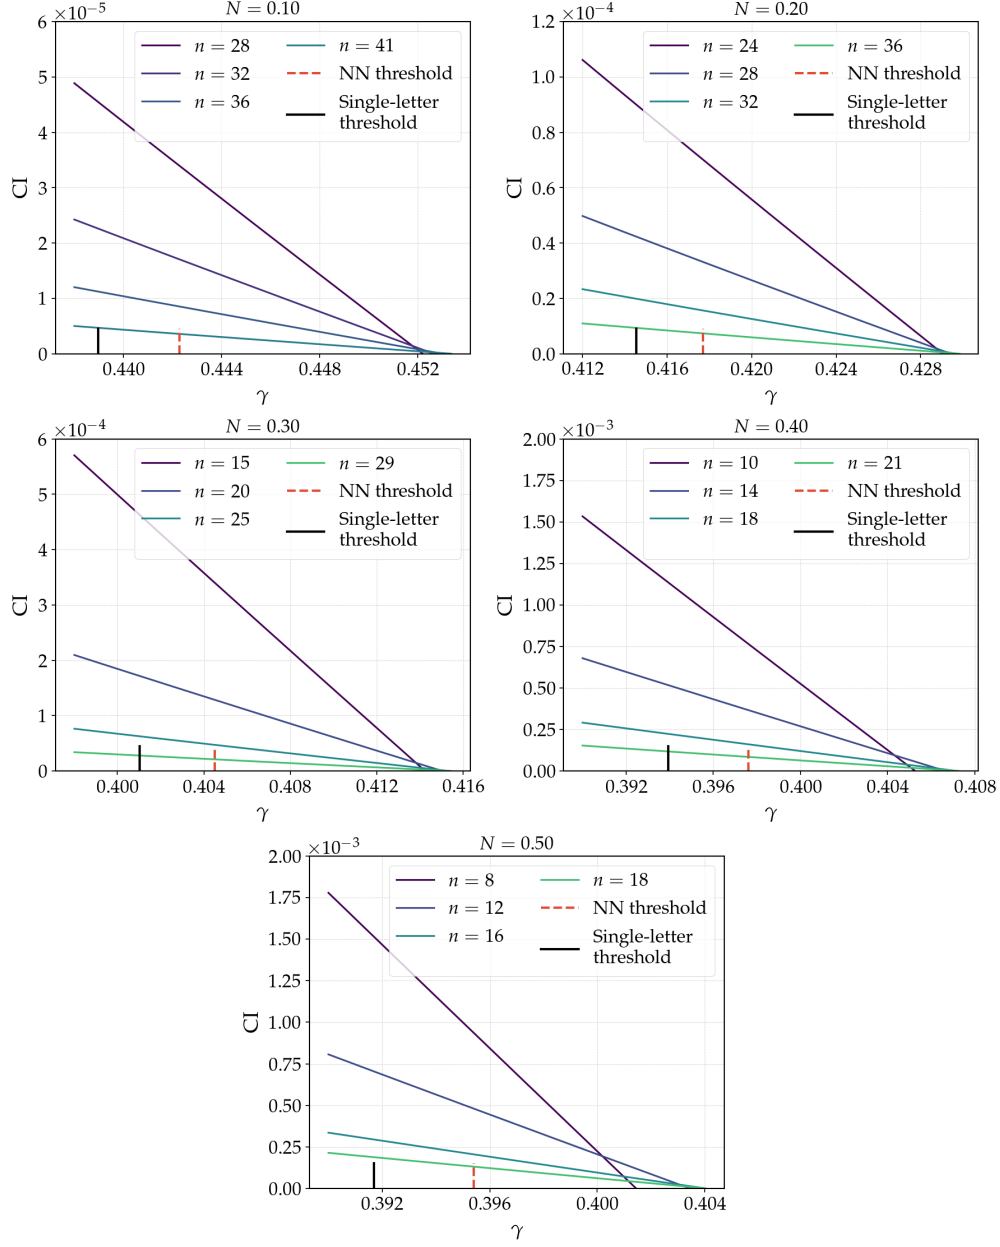 N = 0.10
×10⁻⁵
6
5
4
3
2
1
0
CI
n = 28
n = 32
n = 36
n = 41
NN threshold
Single-letter
threshold
0.440 0.444 0.448 0.452
γ
N = 0.20
×10⁻⁴
1.2
1.0
0.8
0.6
0.4
0.2
0.0
CI
n = 24
n = 28
n = 32
n = 36
NN threshold
Single-letter
threshold
0.412 0.416 0.420 0.424 0.428
γ
N = 0.30
×10⁻⁴
6
5
4
3
2
1
0
CI
n = 15
n = 20
n = 25
n = 29
NN threshold
Single-letter
threshold
0.400 0.404 0.408 0.412 0.416
γ
N = 0.40
×10⁻³
2.00
1.75
1.50
1.25
1.00
0.75
0.50
0.25
0.00
CI
n = 10
n = 14
n = 18
n = 21
NN threshold
Single-letter
threshold
0.392 0.396 0.400 0.404 0.408
γ
N = 0.50
×10⁻³
2.00
1.75
1.50
1.25
1.00
0.75
0.50
0.25
0.00
CI
n = 8
n = 12
n = 16
n = 18
NN threshold
Single-letter
threshold
0.392 0.396 0.400 0.404
γ